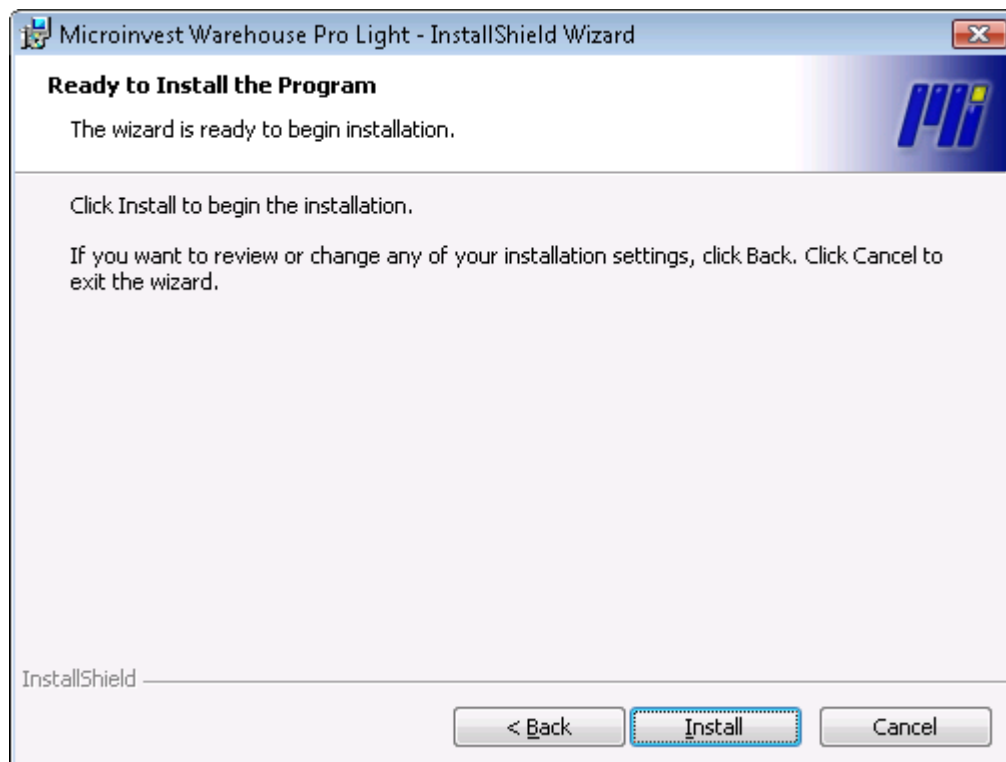 Microinvest Warehouse Pro Light - InstallShield Wizard
Ready to Install the Program
The wizard is ready to begin installation.
Mi
Click Install to begin the installation.
If you want to review or change any of your installation settings, click Back. Click Cancel to
exit the wizard.
InstallShield
< Back
Install
Cancel